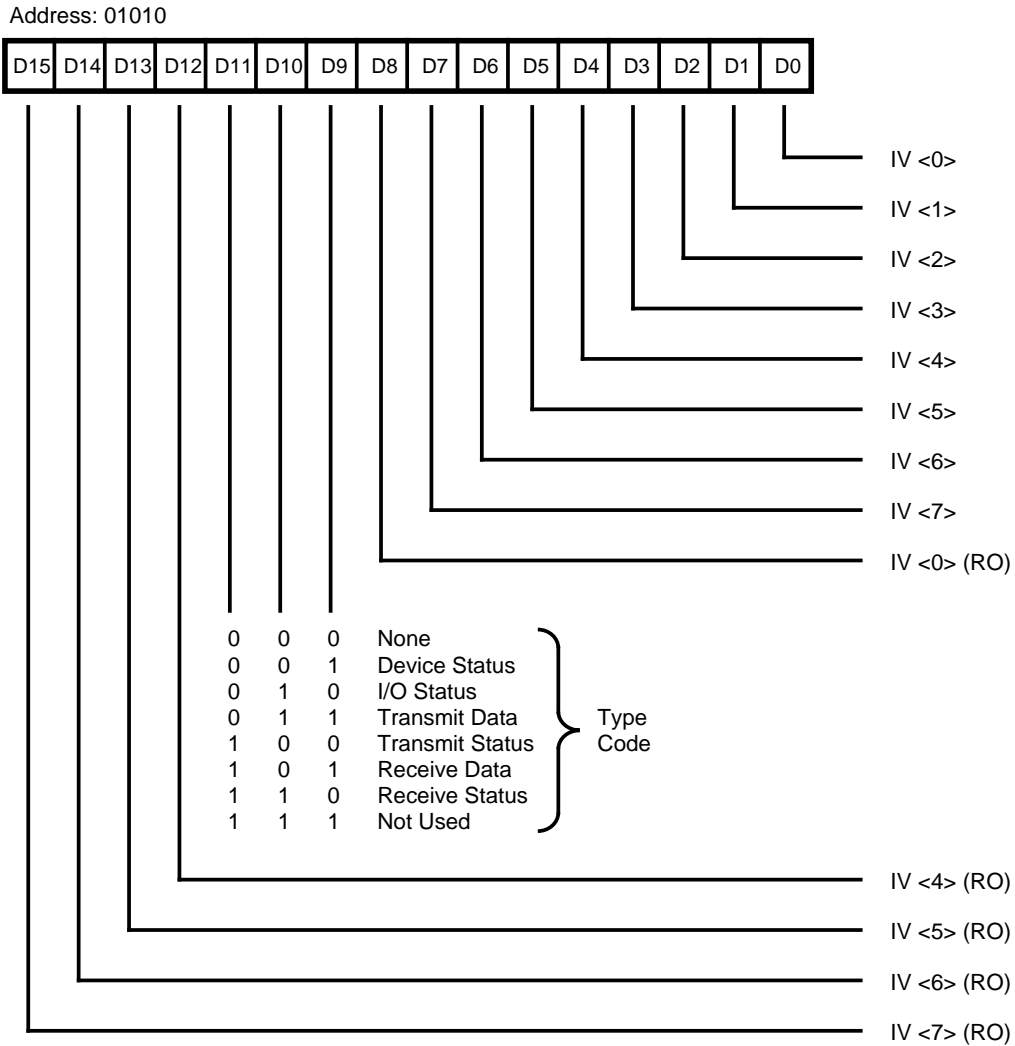 Address: 01010
D15 D14 D13 D12 D11 D10 D9 D8 D7 D6 D5 D4 D3 D2 D1 D0
IV <0>
IV <1>
IV <2>
IV <3>
IV <4>
IV <5>
IV <6>
IV <7>
IV <0> (RO)
0 0 0 None
0 0 1 Device Status
0 1 0 I/O Status
0 1 1 Transmit Data
1 0 0 Transmit Status
1 0 1 Receive Data
1 1 0 Receive Status
1 1 1 Not Used
Type
Code
IV <4> (RO)
IV <5> (RO)
IV <6> (RO)
IV <7> (RO)